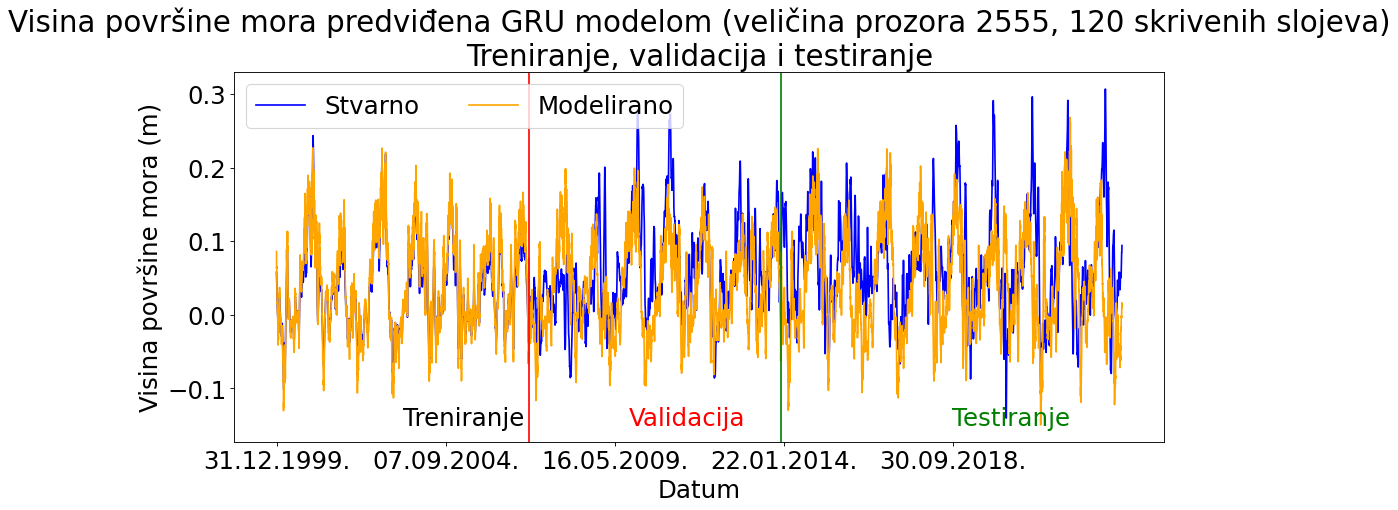 Visina površine mora predviđena GRU modelom (veličina prozora 2555, 120 skrivenih slojeva)
Treniranje, validacija i testiranje
Stvarno
Modelirano
Visina površine mora (m)
0.3
0.2
0.1
0.0
−0.1
Treniranje
Validacija
Testiranje
31.12.1999.
07.09.2004.
16.05.2009.
22.01.2014.
30.09.2018.
Datum